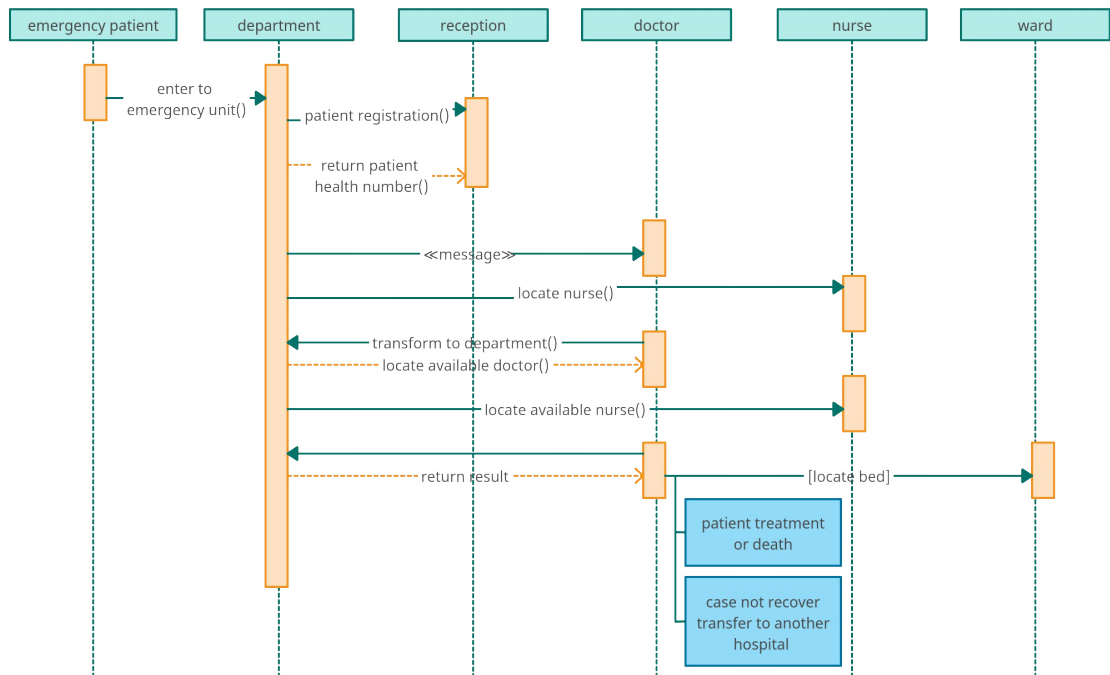 emergency patient
department
reception
doctor
nurse
ward
enter to
emergency unit()
patient registration()
return patient
health number()
≪message≫
locate nurse()
transform to department()
locate available doctor()
locate available nurse()
return result
[locate bed]
patient treatment
or death
case not recover
transfer to another
hospital